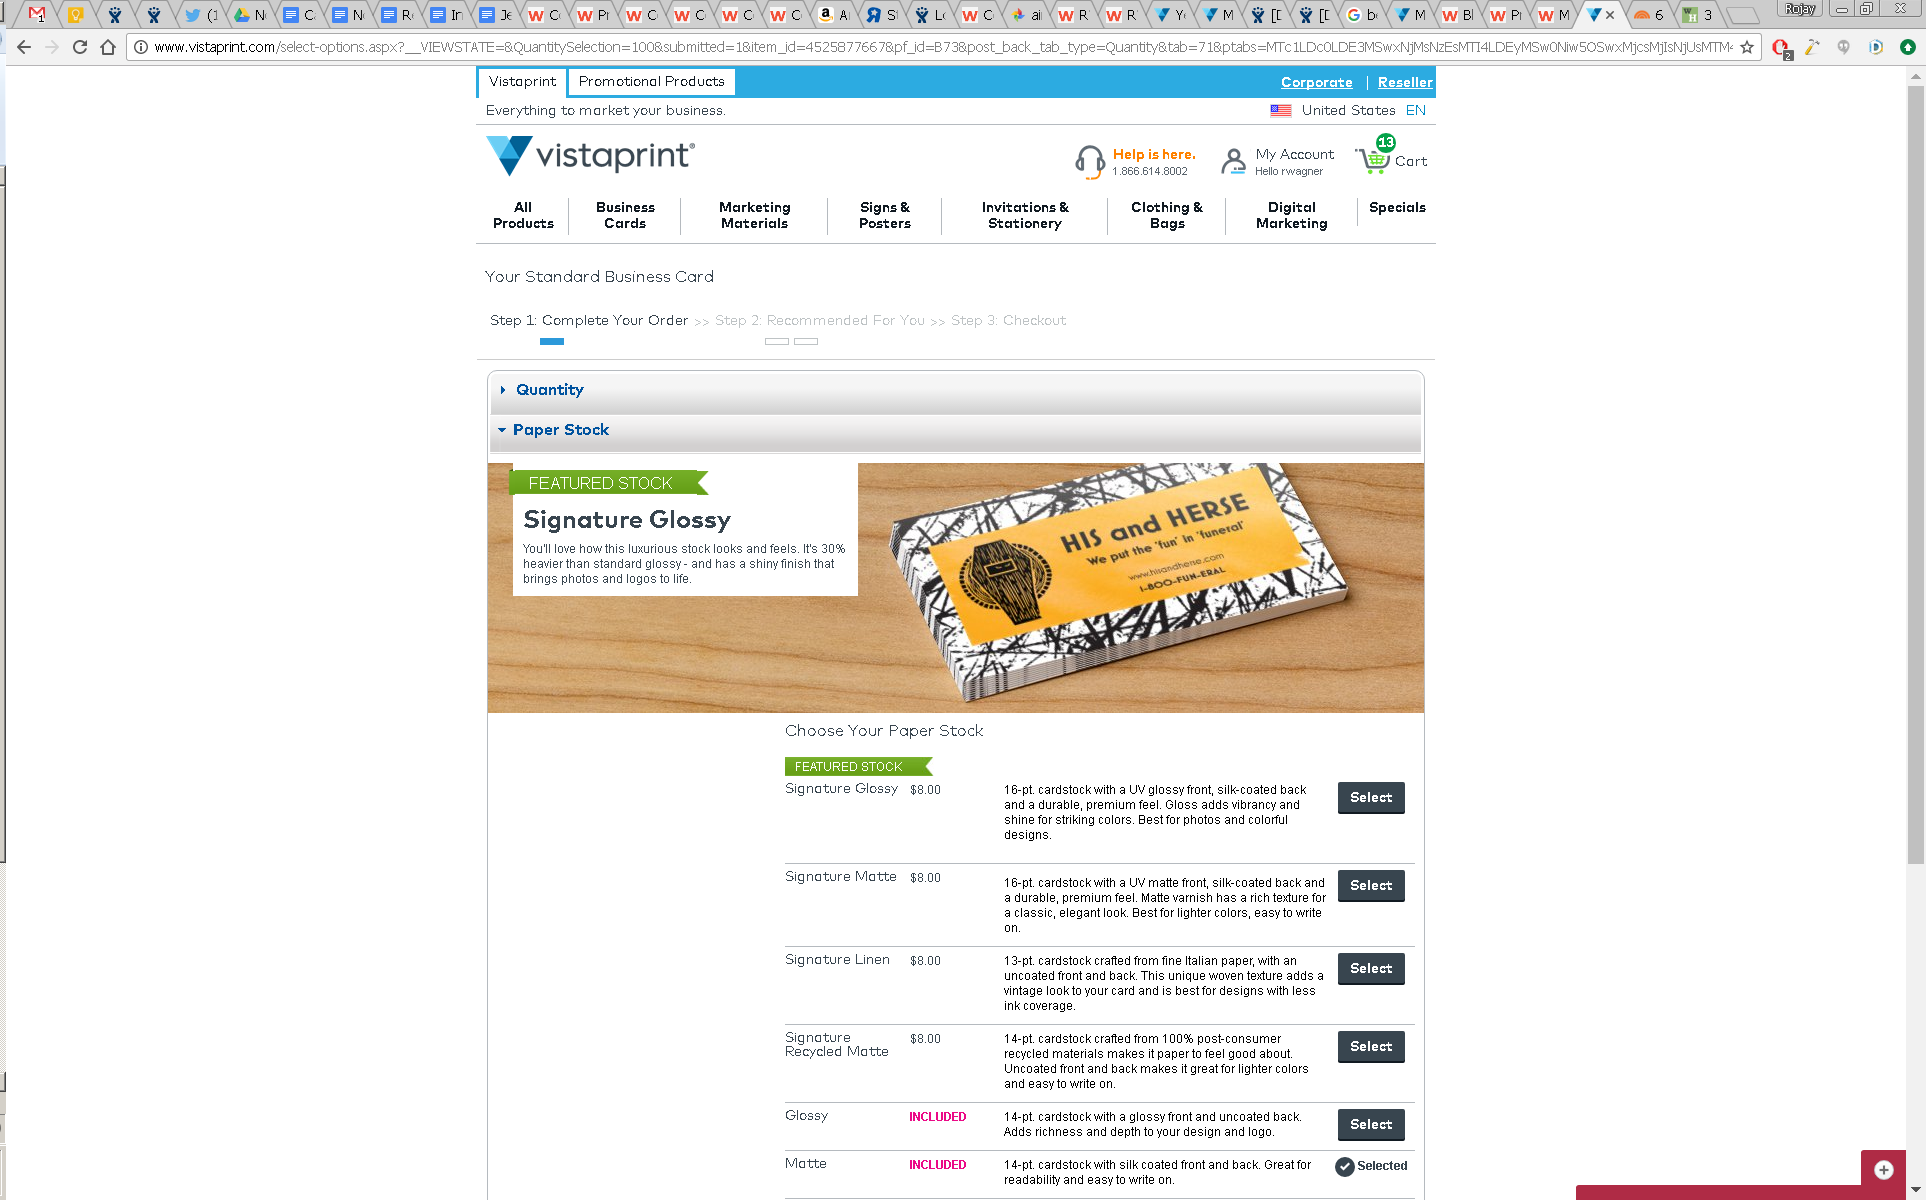 Rojay
www.vistaprint.com/select-options.aspx?__VIEWSTATE=&QuantitySelection=100&submitted=1&item_id=4525877667&pf_id=B73&post_back_tab_type=Quantity&tab=71&ptabs=
2
Vistaprint
Promotional Products
Corporate | Reseller
Everything to market your business.
United States EN
vistaprint®
Help is here.
1.866.614.8002
My Account
Hello rwagner
13
Cart
All Products
Business Cards
Marketing Materials
Signs & Posters
Invitations & Stationery
Clothing & Bags
Digital Marketing
Specials
Your Standard Business Card
Step 1: Complete Your Order >> Step 2: Recommended For You >> Step 3: Checkout
Quantity
Paper Stock
FEATURED STOCK
Signature Glossy
You'll love how this luxurious stock looks and feels. It's 30%
heavier than standard glossy - and has a shiny finish that
brings photos and logos to life.
HIS and HERSE
We put the 'fun' in 'funeral'
www.hisandherse.com
1-800-FUN-ERAL
Choose Your Paper Stock
FEATURED STOCK
Signature Glossy $8.00
16-pt. cardstock with a UV glossy front, silk-coated back
and a durable, premium feel. Gloss adds vibrancy and
shine for striking colors. Best for photos and colorful
designs.
Select
Signature Matte $8.00
16-pt. cardstock with a UV matte front, silk-coated back and
a durable, premium feel. Matte varnish has a rich texture for
a classic, elegant look. Best for lighter colors, easy to write
on.
Select
Signature Linen $8.00
13-pt. cardstock crafted from fine Italian paper, with an
uncoated front and back. This unique woven texture adds a
vintage look to your card and is best for designs with less
ink coverage.
Select
Signature
Recycled Matte
$8.00
14-pt. cardstock crafted from 100% post-consumer
recycled materials makes it paper to feel good about.
Uncoated front and back makes it great for lighter colors
and easy to write on.
Select
Glossy INCLUDED
14-pt. cardstock with a glossy front and uncoated back.
Adds richness and depth to your design and logo.
Select
Matte INCLUDED
14-pt. cardstock with silk coated front and back. Great for
readability and easy to write on.
Selected